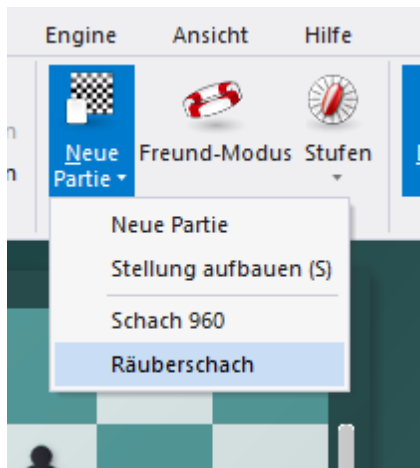 Engine Ansicht Hilfe
n
n
Neue Freund-Modus Stufen
Partie
Neue Partie
Stellung aufbauen (S)
Schach 960
Räuberschach